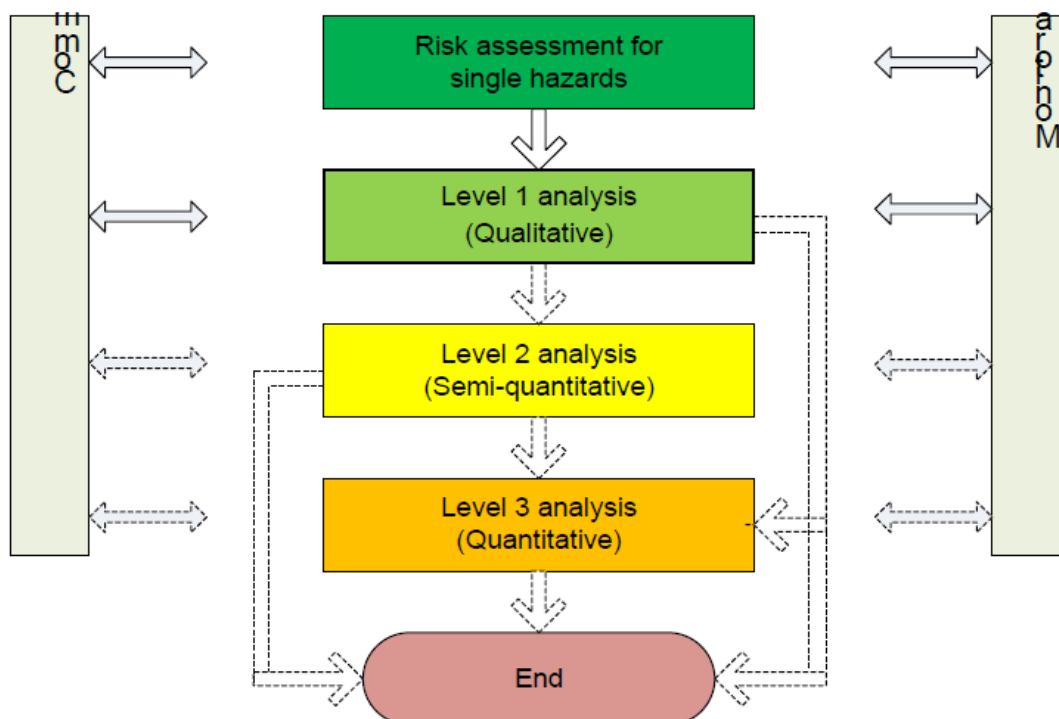 Risk assessment for
single hazards
Level 1 analysis
(Qualitative)
Level 2 analysis
(Semi-quantitative)
Level 3 analysis
(Quantitative)
End